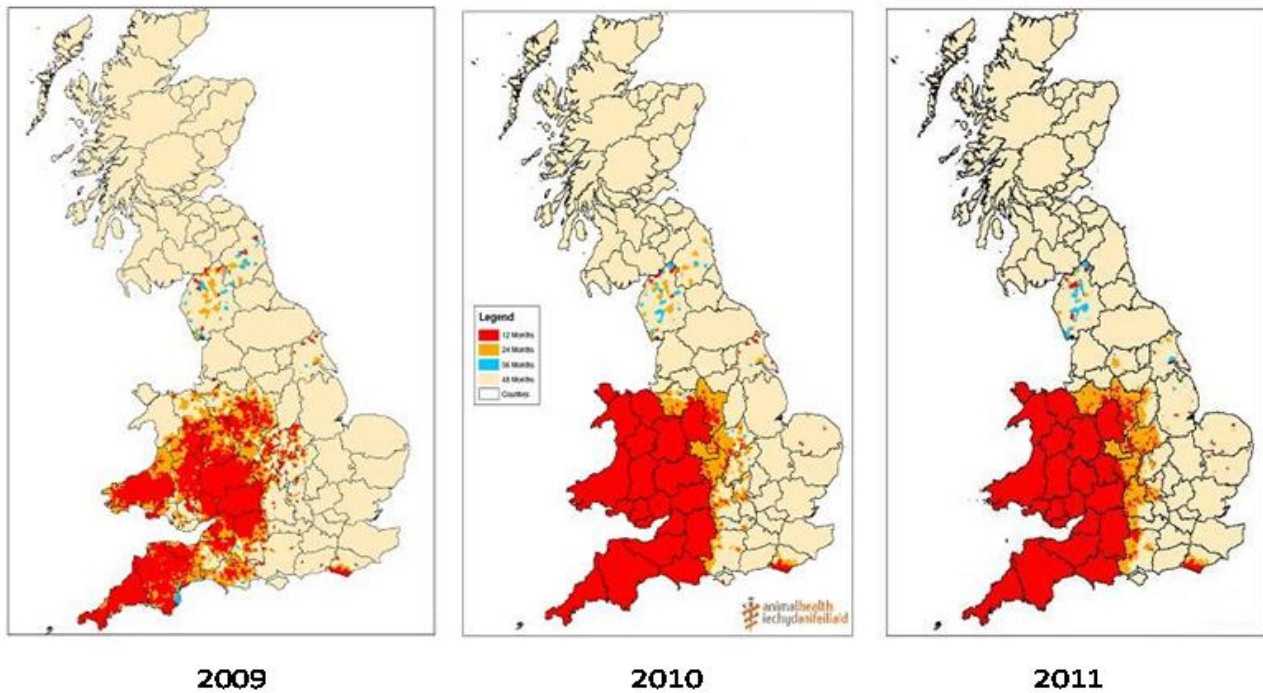 Legend
12 Months
24 Months
36 Months
48 Months
Counties
animalhealth
iechydanifeiliaid
2009
2010
2011